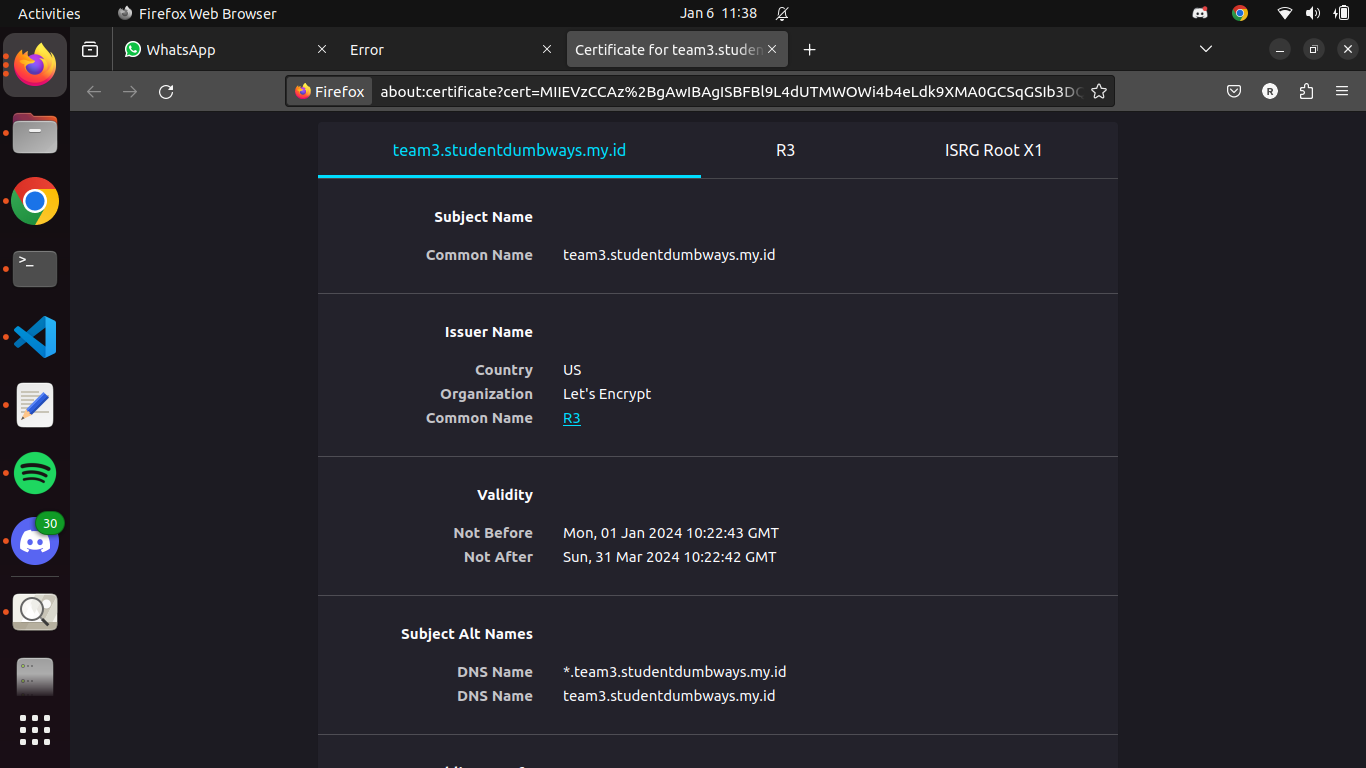 Activities Firefox Web Browser Jan 6 11:38
WhatsApp Error Certificate for team3.studen
Firefox about:certificate?cert=MIIEVzCCAz%2BgAwIBAgISBFBl9L4dUTMWOWi4b4eLdk9XMA0GCSqGSIb3DC R
team3.studentdumbways.my.id R3 ISRG Root X1
Subject Name
Common Name team3.studentdumbways.my.id
Issuer Name
Country US
Organization Let's Encrypt
Common Name R3
Validity
Not Before Mon, 01 Jan 2024 10:22:43 GMT
Not After Sun, 31 Mar 2024 10:22:42 GMT
30
Subject Alt Names
DNS Name *.team3.studentdumbways.my.id
DNS Name team3.studentdumbways.my.id